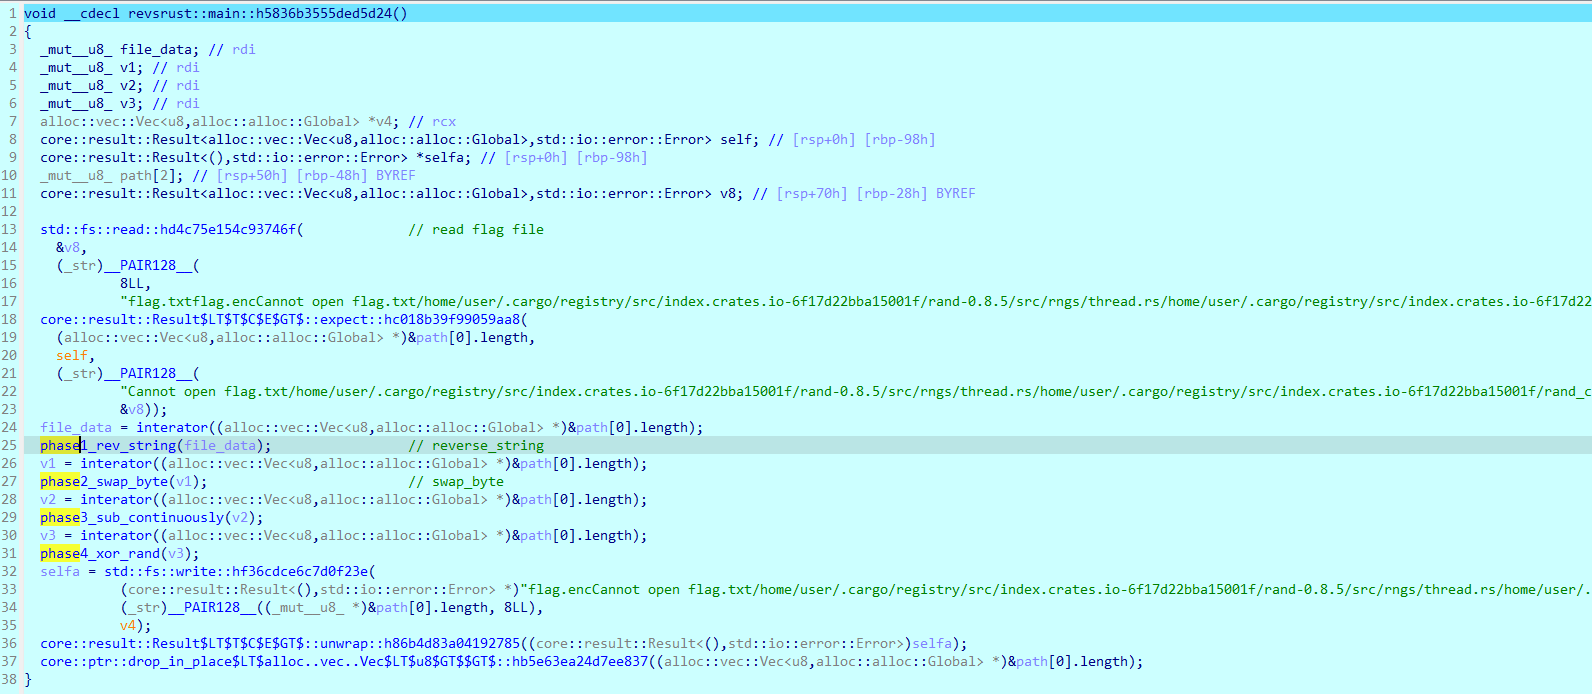 1 void __cdecl revsrust::main::h5836b3555ded5d24()
2 {
3 _mut__u8_ file_data; // rdi
4 _mut__u8_ v1; // rdi
5 _mut__u8_ v2; // rdi
6 _mut__u8_ v3; // rdi
7 alloc::vec::Vec<u8,alloc::alloc::Global> *v4; // rcx
8 core::result::Result<alloc::vec::Vec<u8,alloc::alloc::Global>,std::io::error::Error> self; // [rsp+0h] [rbp-98h]
9 core::result::Result<(),std::io::error::Error> *selfa; // [rsp+0h] [rbp-98h]
10 _mut__u8_ path[2]; // [rsp+50h] [rbp-48h] BYREF
11 core::result::Result<alloc::vec::Vec<u8,alloc::alloc::Global>,std::io::error::Error> v8; // [rsp+70h] [rbp-28h] BYREF
12
13 std::fs::read::hd4c75e154c93746f( // read flag file
14 &v8,
15 (_str)__PAIR128__(
16 8LL,
17 "flag.txtflag.encCannot open flag.txt/home/user/.cargo/registry/src/index.crates.io-6f17d22bba15001f/rand-0.8.5/src/rngs/thread.rs/home/user/.cargo/registry/src/index.crates.io-6f17d22
18 core::result::Result$LT$T$C$E$GT$::expect::hc018b39f99059aa8(
19 (alloc::vec::Vec<u8,alloc::alloc::Global> *)&path[0].length,
20 self,
21 (_str)__PAIR128__(
22 "Cannot open flag.txt/home/user/.cargo/registry/src/index.crates.io-6f17d22bba15001f/rand-0.8.5/src/rngs/thread.rs/home/user/.cargo/registry/src/index.crates.io-6f17d22bba15001f/rand_c
23 &v8));
24 file_data = interator((alloc::vec::Vec<u8,alloc::alloc::Global> *)&path[0].length);
25 phase1_rev_string(file_data); // reverse_string
26 v1 = interator((alloc::vec::Vec<u8,alloc::alloc::Global> *)&path[0].length);
27 phase2_swap_byte(v1); // swap_byte
28 v2 = interator((alloc::vec::Vec<u8,alloc::alloc::Global> *)&path[0].length);
29 phase3_sub_continuously(v2);
30 v3 = interator((alloc::vec::Vec<u8,alloc::alloc::Global> *)&path[0].length);
31 phase4_xor_rand(v3);
32 selfa = std::fs::write::hf36cdce6c7d0f23e(
33 (core::result::Result<(),std::io::error::Error> *)"flag.encCannot open flag.txt/home/user/.cargo/registry/src/index.crates.io-6f17d22bba15001f/rand-0.8.5/src/rngs/thread.rs/home/user/.
34 (_str)__PAIR128__((_mut__u8_ *)&path[0].length, 8LL),
35 v4);
36 core::result::Result$LT$T$C$E$GT$::unwrap::h86b4d83a04192785((core::result::Result<(),std::io::error::Error>)selfa);
37 core::ptr::drop_in_place$LT$alloc..vec..Vec$LT$u8$GT$$GT$::hb5e63ea24d7ee837((alloc::vec::Vec<u8,alloc::alloc::Global> *)&path[0].length);
38 }